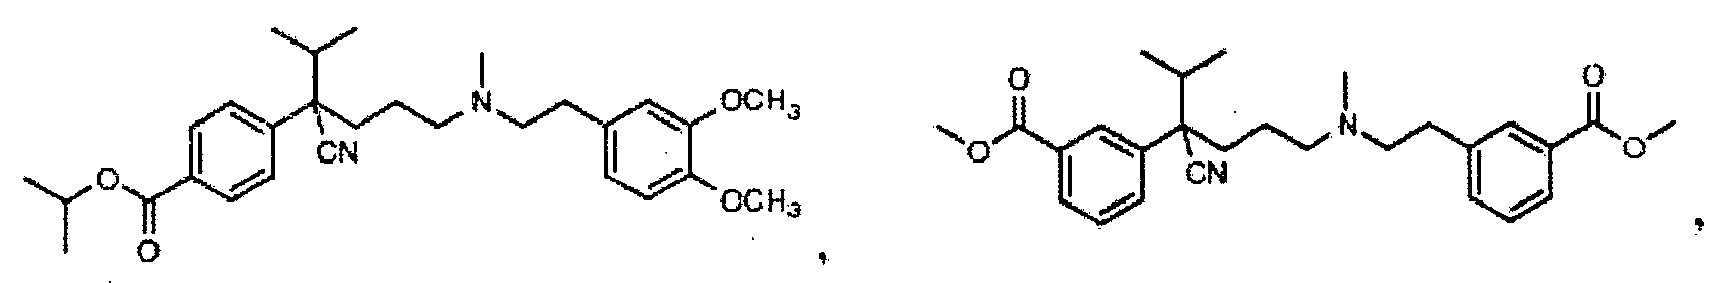 N OCH₃
O CN
O OCH₃ ,
O O
N
O CN O ,